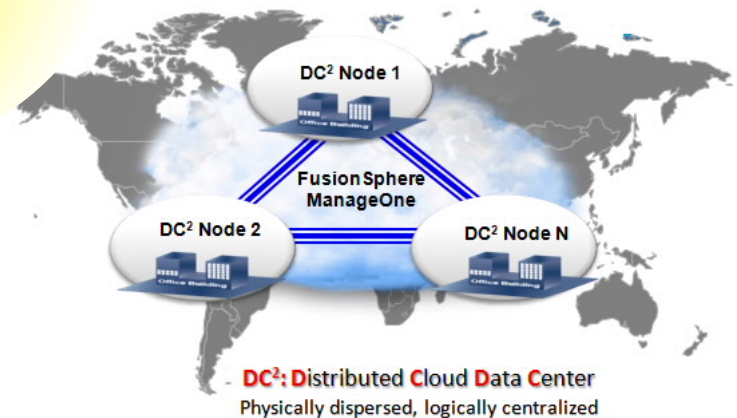 DC² Node 1
Office Building
FusionSphere
ManageOne
DC² Node 2
Office Building
DC² Node N
Office Building
DC²: Distributed Cloud Data Center
Physically dispersed, logically centralized